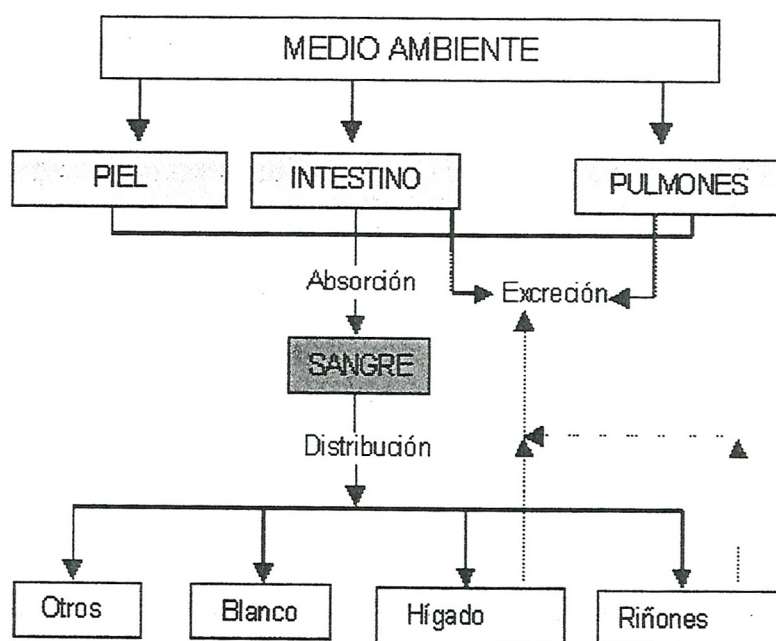 MEDIO AMBIENTE
PIEL INTESTINO PULMONES
Absorción Excreción
SANGRE
Distribución
Otros Blanco Hígado Riñones